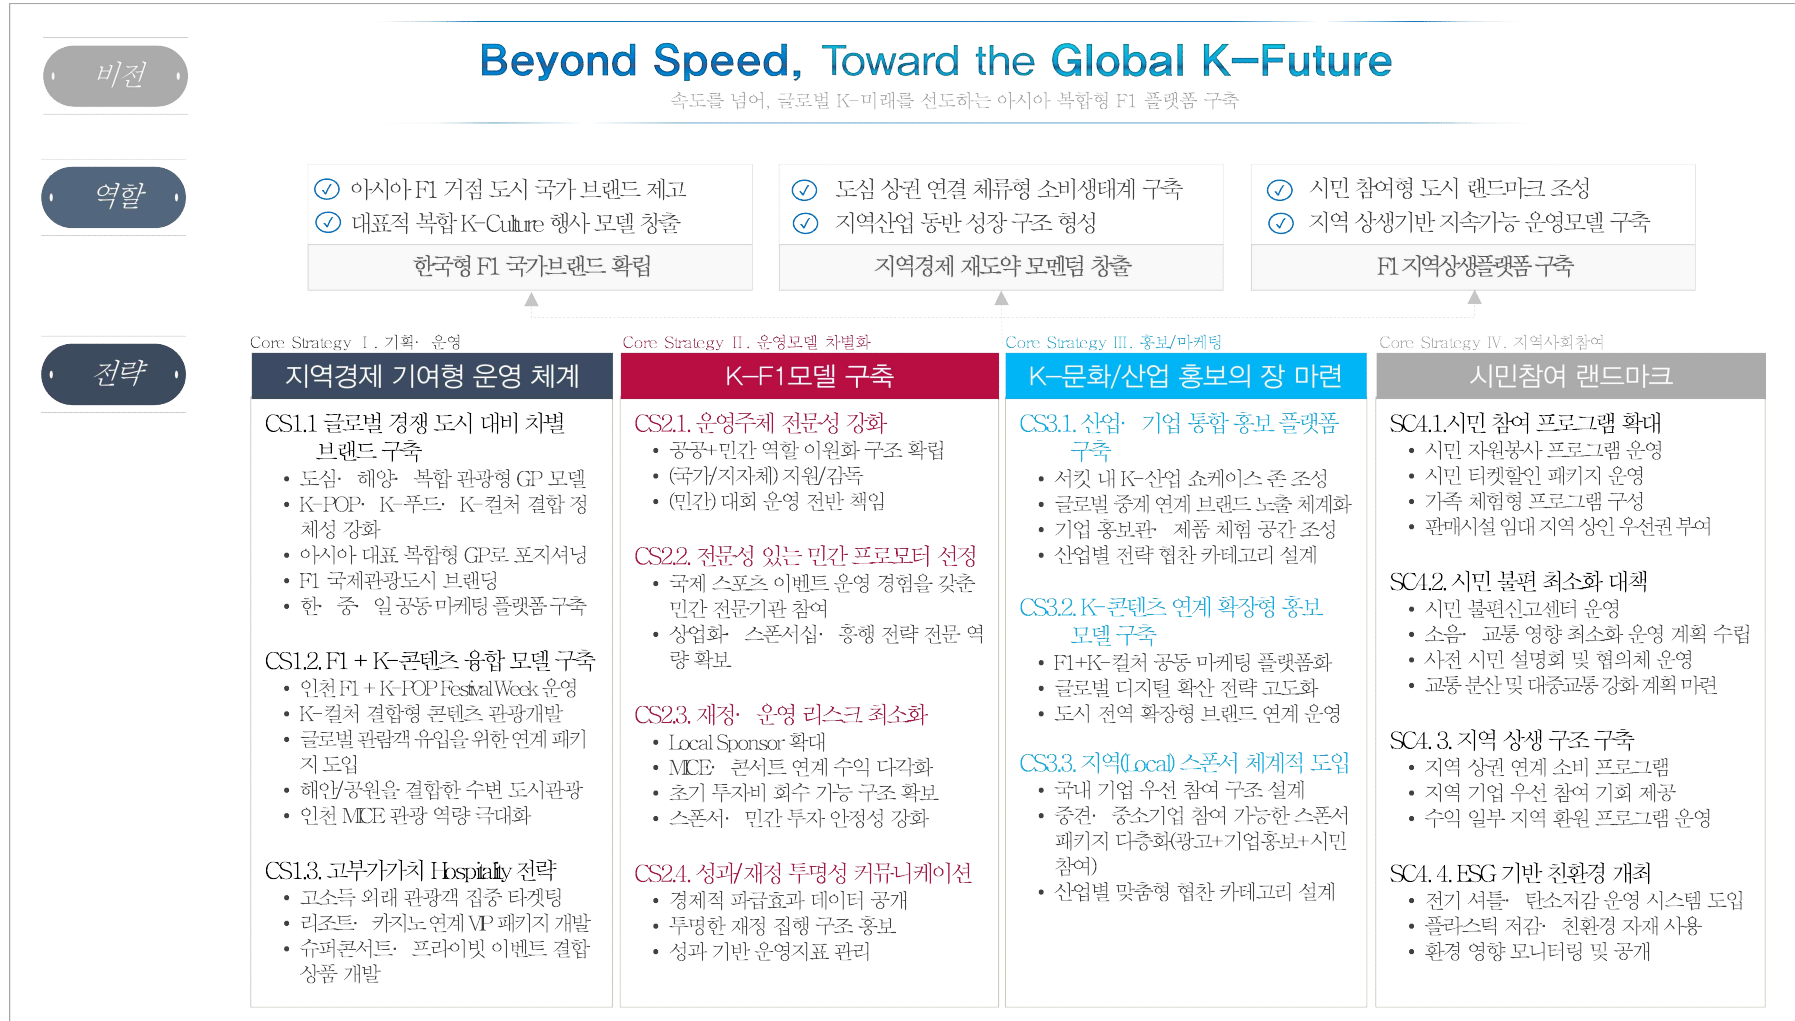 비전
Beyond Speed, Toward the Global K-Future
속도를 넘어, 글로벌 K-미래를 선도하는 아시아 복합형 F1 플랫폼 구축
역할
아시아 F1 거점 도시 국가 브랜드 제고
대표적 복합 K-Culture 행사 모델 창출
한국형 F1 국가브랜드 확립
도심 상권 연결 체류형 소비생태계 구축
지역산업 동반 성장 구조 형성
지역경제 재도약 모멘텀 창출
시민 참여형 도시 랜드마크 조성
지역 상생기반 지속가능 운영모델 구축
F1 지역상생플랫폼 구축
전략
Core Strategy Ⅰ. 기획· 운영
지역경제 기여형 운영 체계
CS1.1 글로벌 경쟁 도시 대비 차별
브랜드 구축
• 도심· 해양· 복합 관광형 GP 모델
• K-POP· K-푸드· K-컬처 결합 정
체성 강화
• 아시아 대표 복합형 GP로 포지셔닝
• F1 국제관광도시 브랜딩
• 한· 중· 일 공동 마케팅 플랫폼 구축
CS1.2. F1 + K-콘텐츠 융합 모델 구축
• 인천 F1 + K-POP Festival Week 운영
• K-컬처 결합형 콘텐츠 관광개발
• 글로벌 관람객 유입을 위한 연계 패키
지 도입
• 해안/공원을 결합한 수변 도시관광
• 인천 MICE 관광 역량 극대화
CS1.3. 고부가가치 Hospitality 전략
• 고소득 외래 관광객 집중 타겟팅
• 리조트· 카지노 연계 VIP 패키지 개발
• 슈퍼콘서트· 프라이빗 이벤트 결합
상품 개발
Core Strategy Ⅱ. 운영모델 차별화
K-F1모델 구축
CS2.1. 운영주체 전문성 강화
• 공공+민간 역할 이원화 구조 확립
• (국가/지자체) 지원/감독
• (민간) 대회 운영 전반 책임
CS2.2. 전문성 있는 민간 프로모터 선정
• 국제 스포츠 이벤트 운영 경험을 갖춘
민간 전문기관 참여
• 상업화· 스폰서십· 흥행 전략 전문 역
량 확보
CS2.3. 재정· 운영 리스크 최소화
• Local Sponsor 확대
• MICE· 콘서트 연계 수익 다각화
• 초기 투자비 회수 가능 구조 확보
• 스폰서· 민간 투자 안정성 강화
CS2.4. 성과/재정 투명성 커뮤니케이션
• 경제적 파급효과 데이터 공개
• 투명한 재정 집행 구조 홍보
• 성과 기반 운영지표 관리
Core Strategy Ⅲ. 홍보/마케팅
K-문화/산업 홍보의 장 마련
CS3.1. 산업· 기업 통합 홍보 플랫폼
구축
• 서킷 내 K-산업 쇼케이스 존 조성
• 글로벌 중계 연계 브랜드 노출 체계화
• 기업 홍보관· 제품 체험 공간 조성
• 산업별 전략 협찬 카테고리 설계
CS3.2. K-콘텐츠 연계 확장형 홍보
모델 구축
• F1+K-컬처 공동 마케팅 플랫폼화
• 글로벌 디지털 확산 전략 고도화
• 도시 전역 확장형 브랜드 연계 운영
CS3.3. 지역(Local) 스폰서 체계적 도입
• 국내 기업 우선 참여 구조 설계
• 중견· 중소기업 참여 가능한 스폰서
패키지 다층화(광고+기업홍보+시민
참여)
• 산업별 맞춤형 협찬 카테고리 설계
Core Strategy Ⅳ. 지역사회참여
시민참여 랜드마크
SC4.1.시민 참여 프로그램 확대
• 시민 자원봉사 프로그램 운영
• 시민 티켓할인 패키지 운영
• 가족 체험형 프로그램 구성
• 판매시설 임대 지역 상인 우선권 부여
SC4.2. 시민 불편 최소화 대책
• 시민 불편신고센터 운영
• 소음· 교통 영향 최소화 운영 계획 수립
• 사전 시민 설명회 및 협의체 운영
• 교통 분산 및 대중교통 강화 계획 마련
SC4. 3. 지역 상생 구조 구축
• 지역 상권 연계 소비 프로그램
• 지역 기업 우선 참여 기회 제공
• 수익 일부 지역 환원 프로그램 운영
SC4. 4. ESG 기반 친환경 개최
• 전기 셔틀· 탄소저감 운영 시스템 도입
• 플라스틱 저감· 친환경 자재 사용
• 환경 영향 모니터링 및 공개